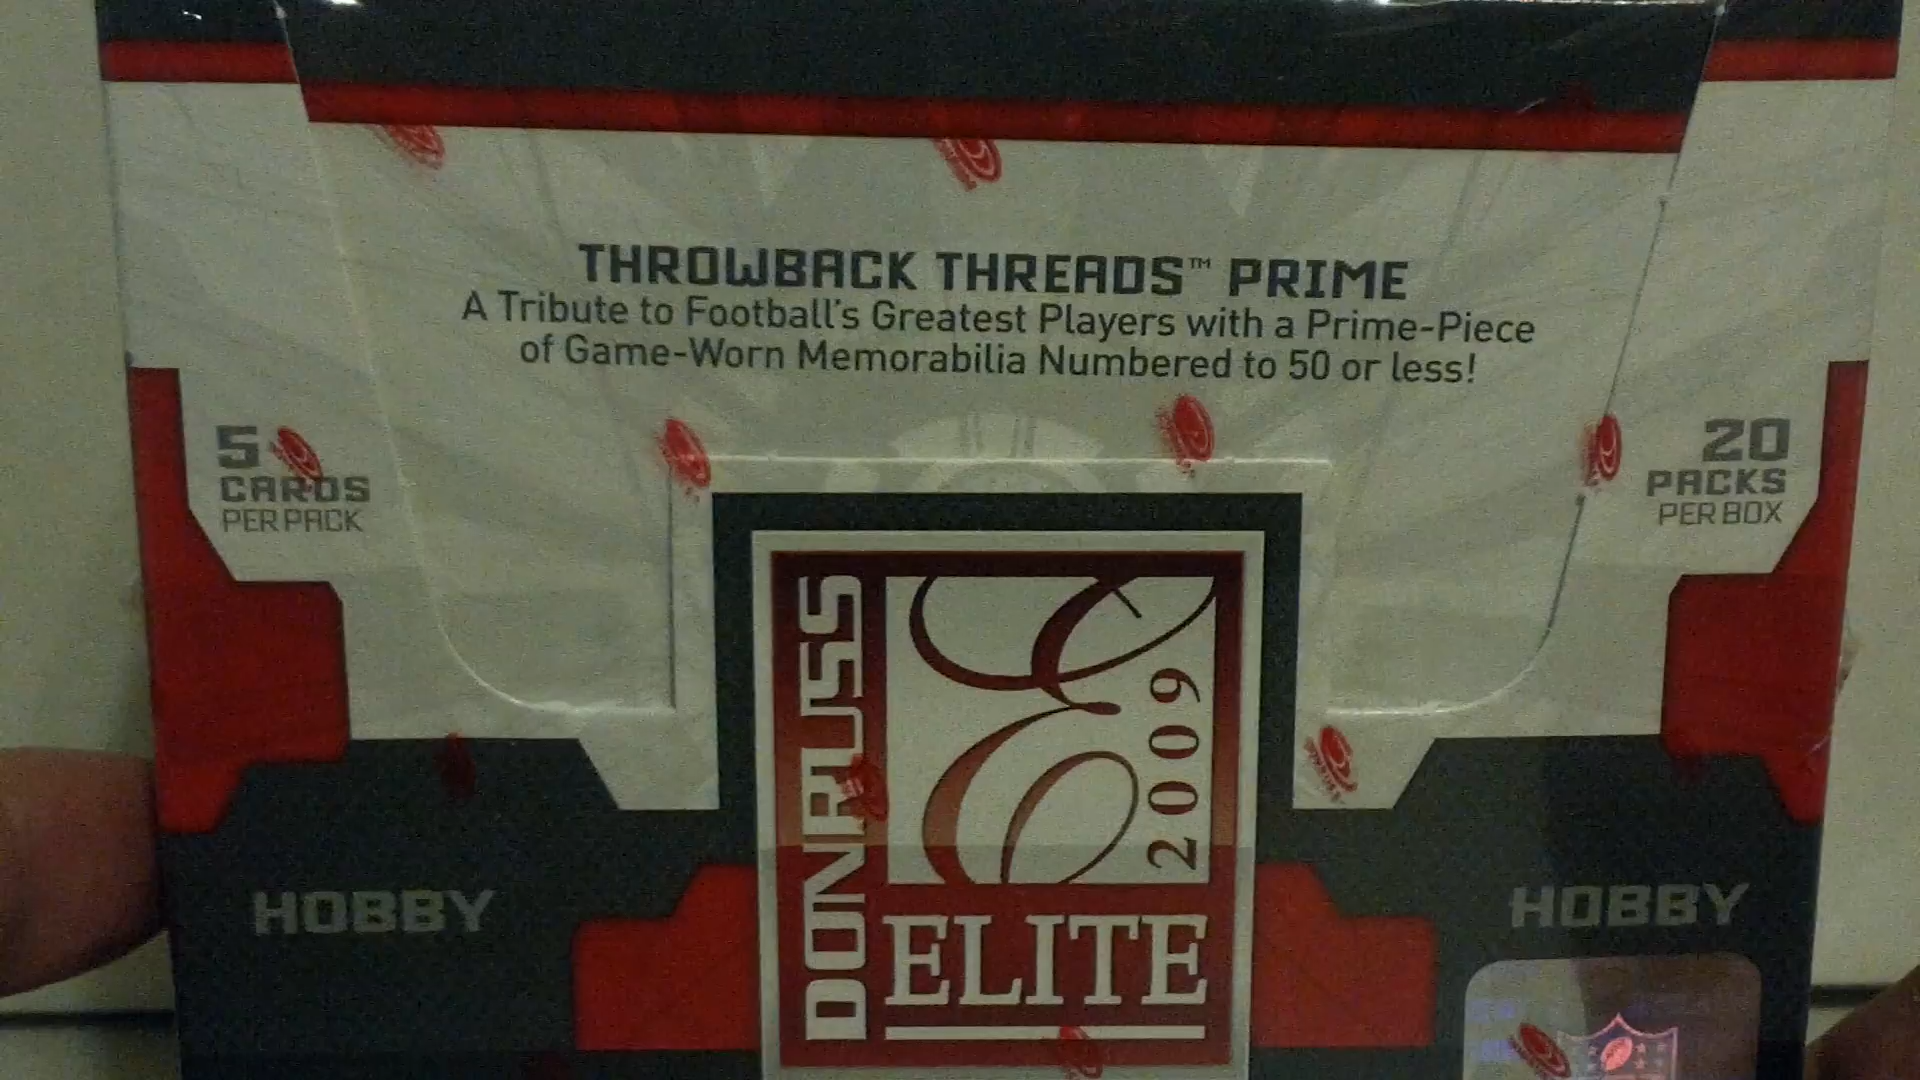 THROWBACK THREADS™ PRIME
A Tribute to Football's Greatest Players with a Prime-Piece
of Game-Worn Memorabilia Numbered to 50 or less!
5
CARDS
PER PACK
20
PACKS
PER BOX
DONRUSS
2009
ELITE
HOBBY
HOBBY